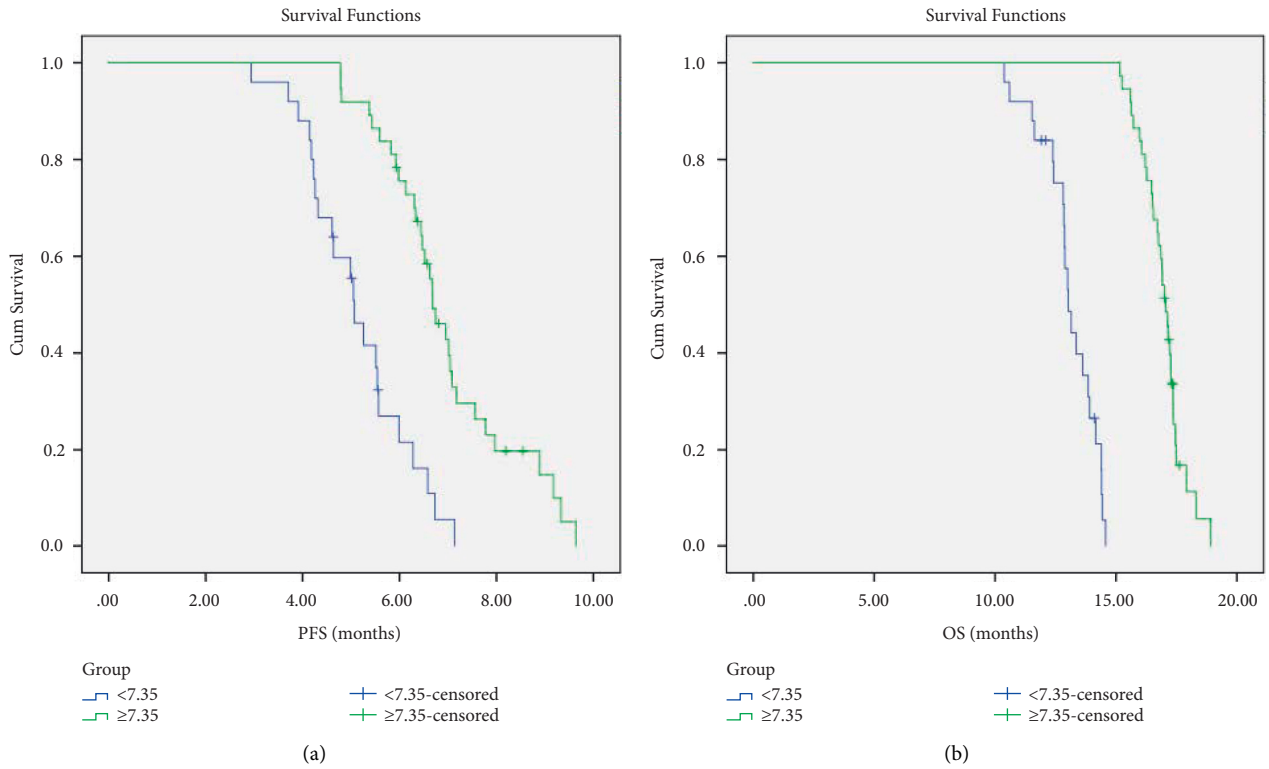 Survival Functions
1.0
0.8
0.6
0.4
0.2
0.0
Cum Survival
.00 2.00 4.00 6.00 8.00 10.00
PFS (months)
Group
<7.35 <7.35-censored
≥7.35 ≥7.35-censored
(a)
Survival Functions
1.0
0.8
0.6
0.4
0.2
0.0
Cum Survival
.00 5.00 10.00 15.00 20.00
OS (months)
Group
<7.35 <7.35-censored
≥7.35 ≥7.35-censored
(b)